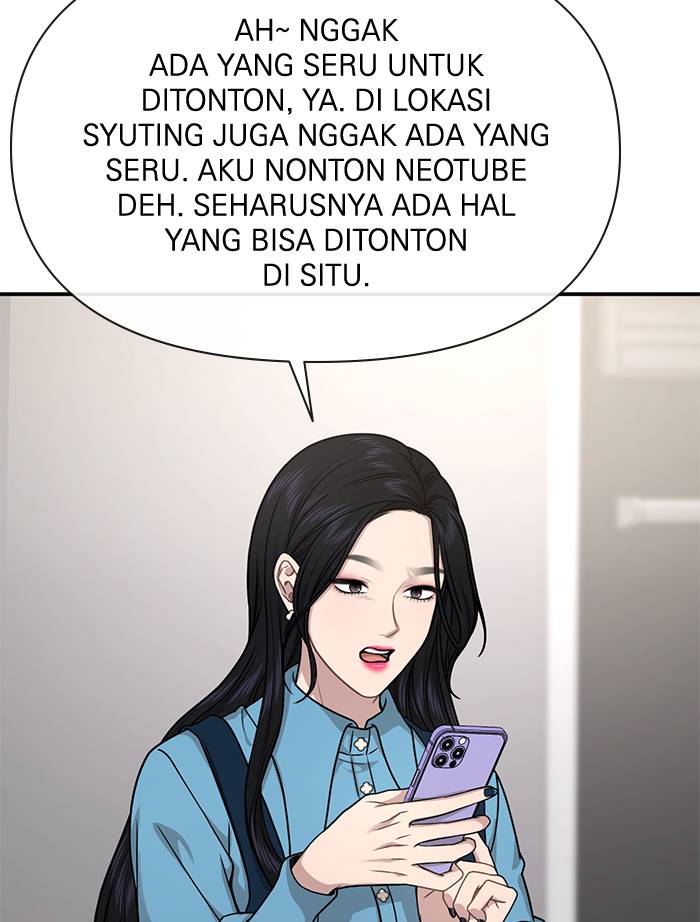 AH~ NGGAK
ADA YANG SERU UNTUK
DITONTON, YA. DI LOKASI
SYUTING JUGA NGGAK ADA YANG
SERU. AKU NONTON NEOTUBE
DEH. SEHARUSNYA ADA HAL
YANG BISA DITONTON
DI SITU.